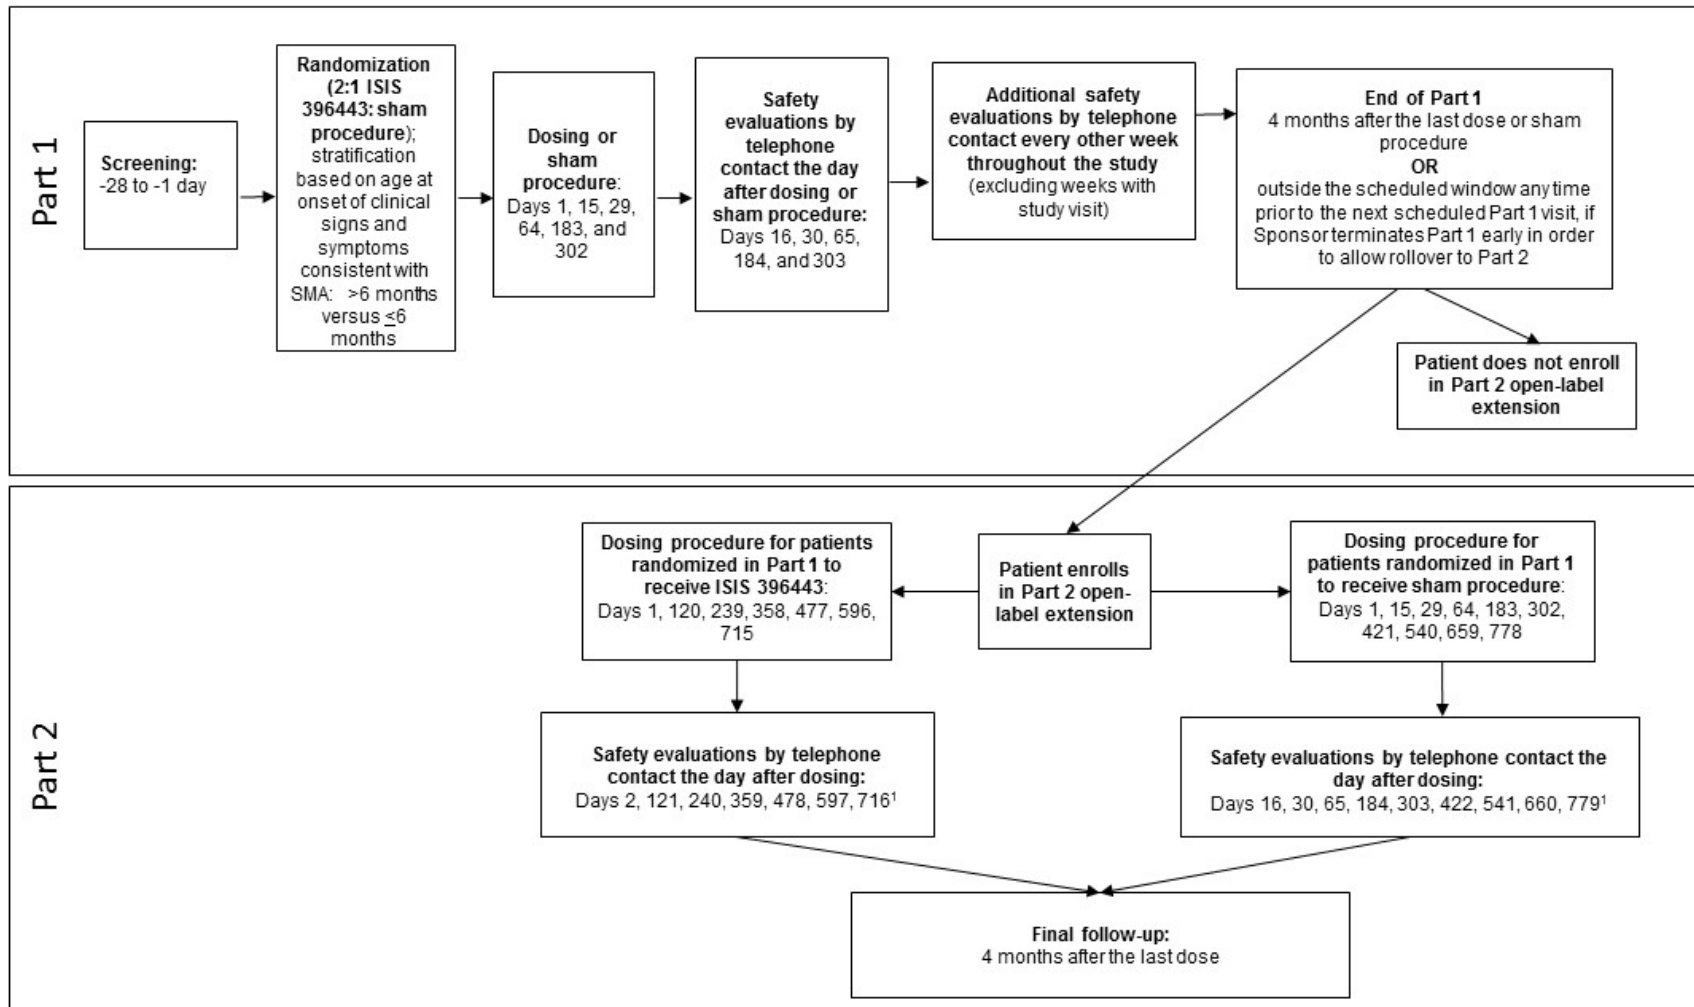 Part 1
Screening:
-28 to -1 day
Randomization
(2:1 ISIS
396443: sham
procedure);
stratification
based on age at
onset of clinical
signs and
symptoms
consistent with
SMA: >6 months
versus ≤6
months
Dosing or
sham
procedure:
Days 1, 15, 29,
64, 183, and
302
Safety
evaluations by
telephone
contact the day
after dosing or
sham procedure:
Days 16, 30, 65,
184, and 303
Additional safety
evaluations by telephone
contact every other week
throughout the study
(excluding weeks with
study visit)
End of Part 1
4 months after the last dose or sham
procedure
OR
outside the scheduled window any time
prior to the next scheduled Part 1 visit, if
Sponsor terminates Part 1 early in order
to allow rollover to Part 2
Patient does not enroll
in Part 2 open-label
extension
Part 2
Dosing procedure for patients
randomized in Part 1 to
receive ISIS 396443:
Days 1, 120, 239, 358, 477, 596,
715
Patient enrolls
in Part 2 open-
label extension
Dosing procedure for
patients randomized in Part 1
to receive sham procedure:
Days 1, 15, 29, 64, 183, 302,
421, 540, 659, 778
Safety evaluations by telephone
contact the day after dosing:
Days 2, 121, 240, 359, 478, 597, 716¹
Safety evaluations by telephone contact the
day after dosing:
Days 16, 30, 65, 184, 303, 422, 541, 660, 779¹
Final follow-up:
4 months after the last dose